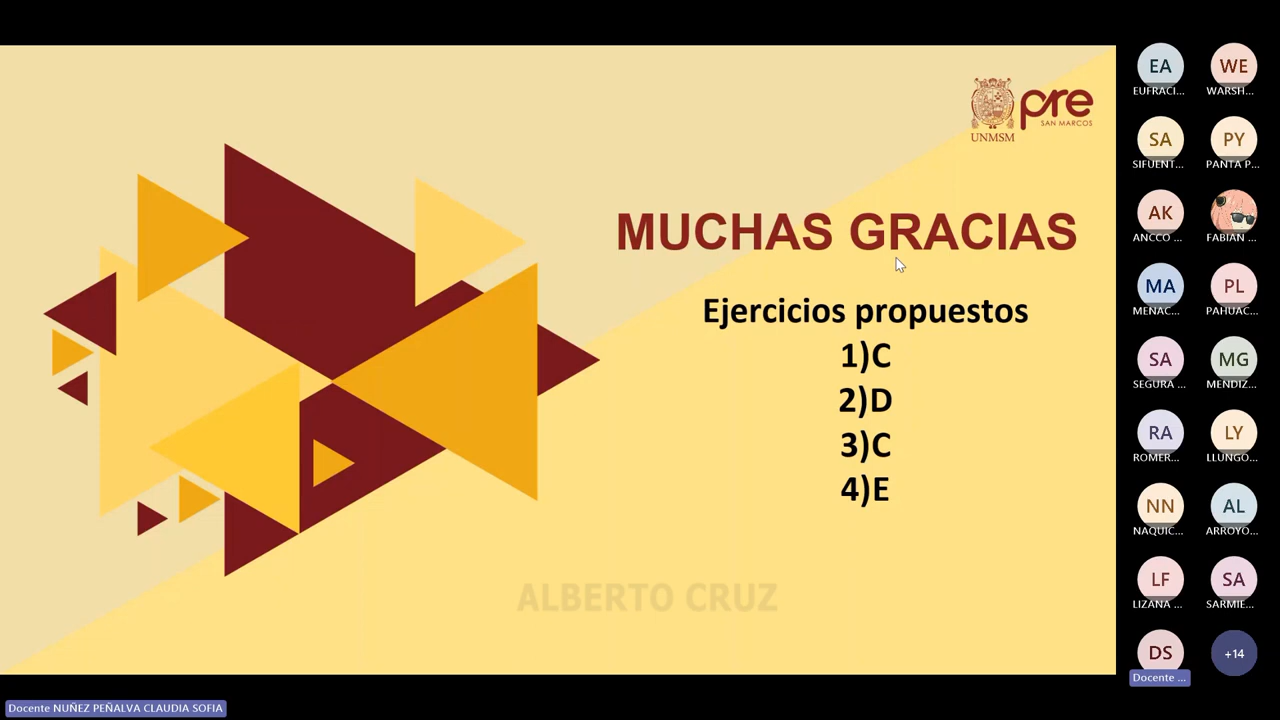 pre
SAN MARCOS
UNMSM
MUCHAS GRACIAS
Ejercicios propuestos
1)C
2)D
3)C
4)E
ALBERTO CRUZ
EA
EUFRACI...
WE
WARSH...
SA
SIFUENT...
PY
PANTA P...
AK
ANCCO ...
FABIAN ...
MA
MENAC...
PL
PAHUAC...
SA
SEGURA ...
MG
MENDIZ...
RA
ROMER...
LY
LLUNGO...
NN
NAQUIC...
AL
ARROYO...
LF
LIZANA ...
SA
SARMIE...
DS
Docente ...
+14
Docente NUÑEZ PEÑALVA CLAUDIA SOFIA